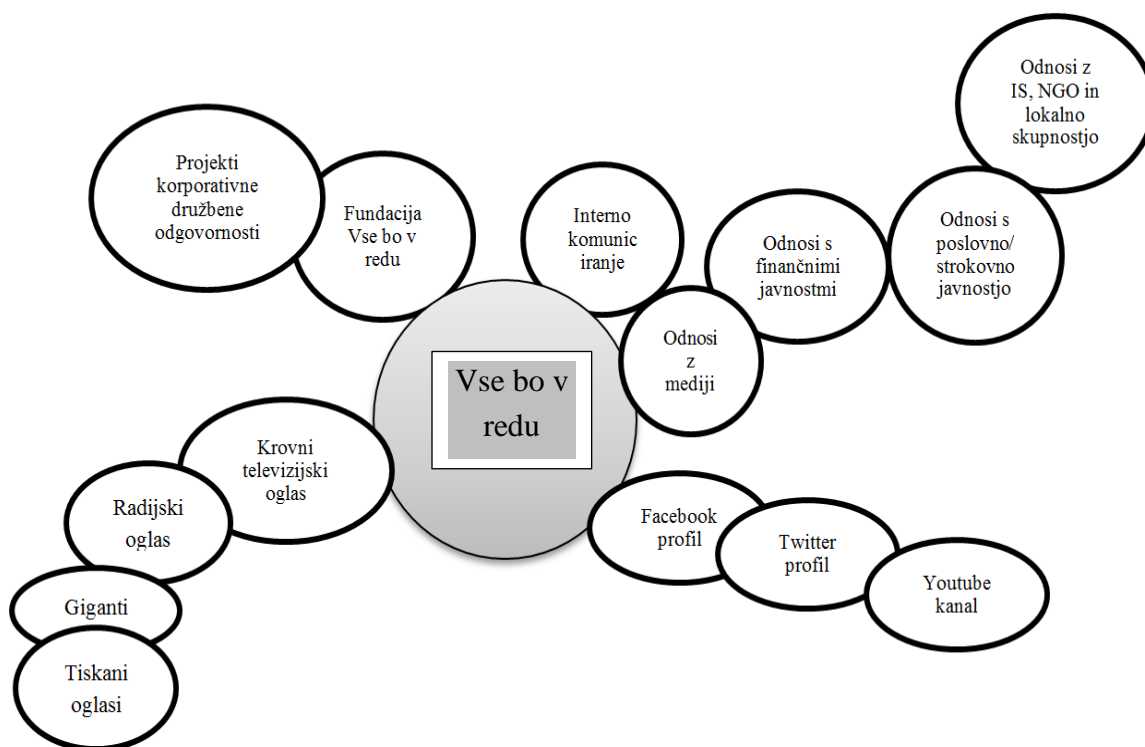 Odnosi z
IS, NGO in
lokalno
skupnostjo
Projekti
korporativne
družbene
odgovornosti
Fundacija
Vse bo v
redu
Interno
komunic
iranje
Odnosi s
finančnimi
javnostmi
Odnosi s
poslovno/
strokovno
javnostjo
Odnosi
z
mediji
Vse bo v
redu
Krovni
televizijski
oglas
Radijski
oglas
Giganti
Tiskani
oglasi
Facebook
profil
Twitter
profil
Youtube
kanal